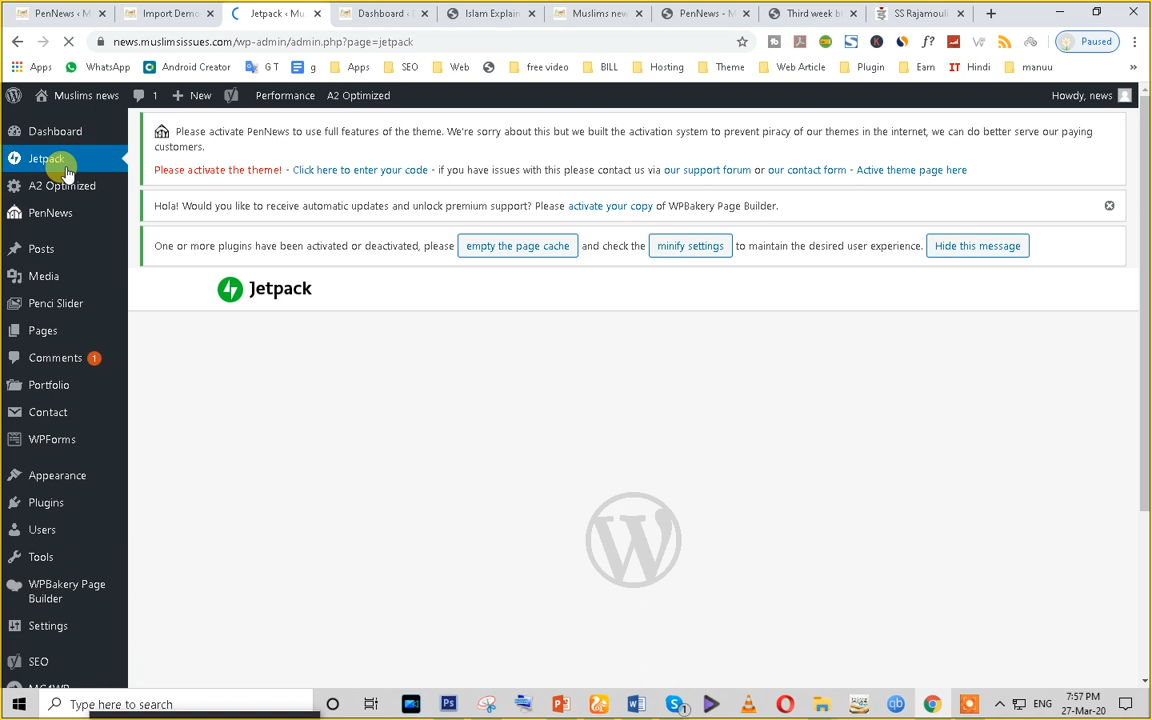 PenNews ‹ M
Import Demo
Jetpack ‹ Mu
Dashboard ‹
Islam Explain
Muslims new
PenNews - M
Third week bl
SS Rajamouli
news.muslimsissues.com/wp-admin/admin.php?page=jetpack
Paused
Apps
WhatsApp
Android Creator
G T
g
Apps
SEO
Web
free video
BILL
Hosting
Theme
Web Article
Plugin
Earn
IT Hindi
manuu
»
Muslims news
1
+ New
Performance
A2 Optimized
Howdy, news
Dashboard
Jetpack
A2 Optimized
PenNews
Posts
Media
Penci Slider
Pages
Comments 1
Portfolio
Contact
WPForms
Appearance
Plugins
Users
Tools
WPBakery Page
Builder
Settings
SEO
Please activate PenNews to use full features of the theme. We're sorry about this but we built the activation system to prevent piracy of our themes in the internet, we can do better serve our paying
customers.
Please activate the theme! - Click here to enter your code - if you have issues with this please contact us via our support forum or our contact form - Active theme page here
Hola! Would you like to receive automatic updates and unlock premium support? Please activate your copy of WPBakery Page Builder.
One or more plugins have been activated or deactivated, please empty the page cache and check the minify settings to maintain the desired user experience. Hide this message
Jetpack
Type here to search
ENG
7:57 PM
27-Mar-20